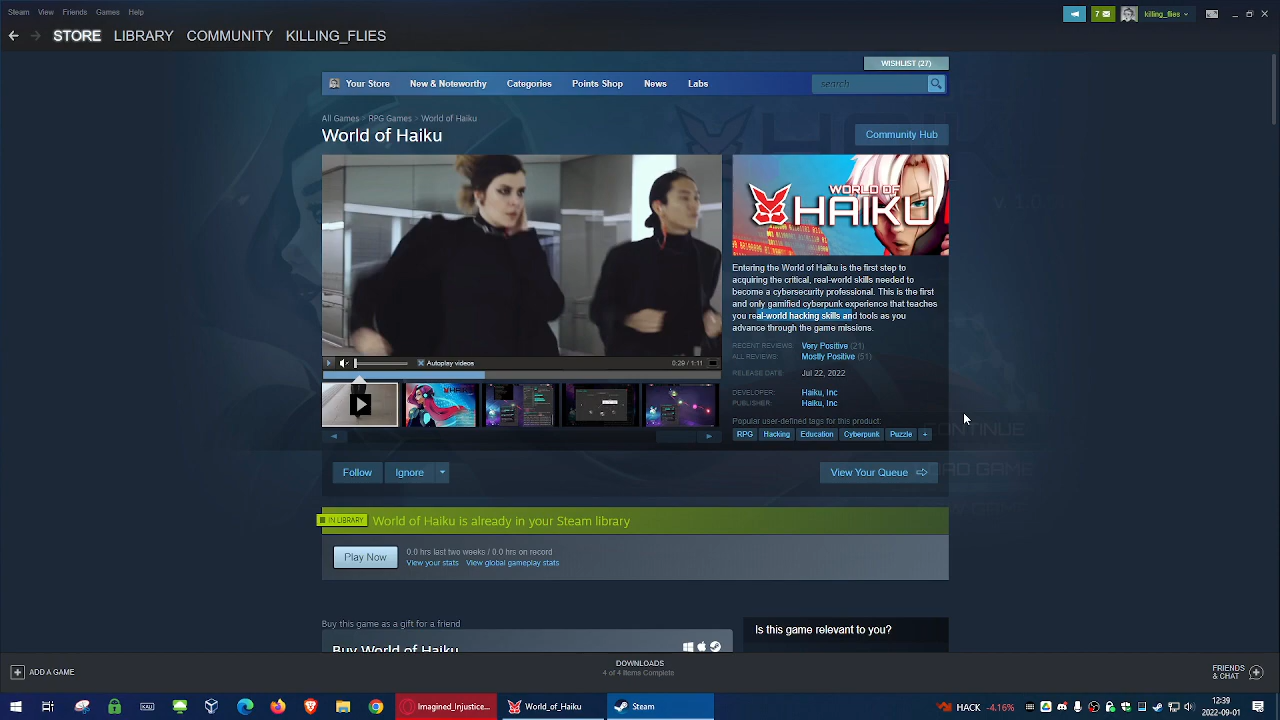 Steam View Friends Games Help
7
killing_flies
STORE LIBRARY COMMUNITY KILLING_FLIES
WISHLIST (27)
Your Store New & Noteworthy Categories Points Shop News Labs
search
All Games > RPG Games > World of Haiku
World of Haiku
Community Hub
WORLD OF
HAIKU
Entering the World of Haiku is the first step to
acquiring the critical, real-world skills needed to
become a cybersecurity professional. This is the first
and only gamified cyberpunk experience that teaches
you real-world hacking skills and tools as you
advance through the game missions.
RECENT REVIEWS: Very Positive (21)
ALL REVIEWS: Mostly Positive (51)
RELEASE DATE: Jul 22, 2022
DEVELOPER: Haiku, Inc
PUBLISHER: Haiku, Inc
Popular user-defined tags for this product:
RPG Hacking Education Cyberpunk Puzzle +
Autoplay videos
0:29 / 1:11
Follow Ignore
View Your Queue
IN LIBRARY
World of Haiku is already in your Steam library
Play Now
0.0 hrs last two weeks / 0.0 hrs on record
View your stats View global gameplay stats
Buy this game as a gift for a friend
Buy World of Haiku
Is this game relevant to you?
ADD A GAME
DOWNLOADS
4 of 4 Items Complete
FRIENDS
& CHAT
Imagined_Injustice...
World_of_Haiku
Steam
HACK -4.16%
12:39
2022-09-01